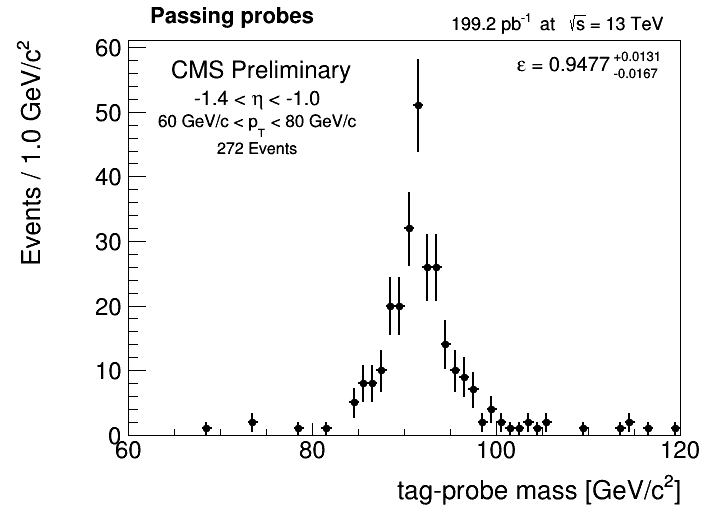 Passing probes
199.2 pb⁻¹ at √s = 13 TeV
CMS Preliminary
-1.4 < η < -1.0
60 GeV/c < p_T < 80 GeV/c
272 Events
ε = 0.9477 +0.0131 -0.0167
Events / 1.0 GeV/c²
60
50
40
30
20
10
0
60 80 100 120
tag-probe mass [GeV/c²]